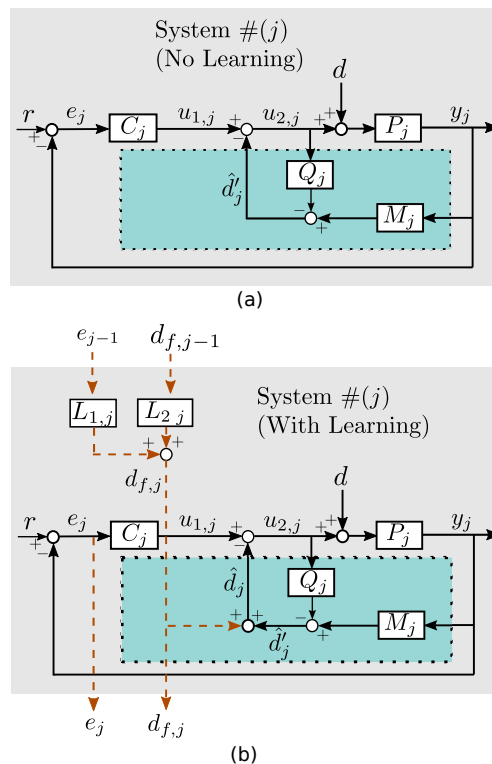 System #(j)
(No Learning)
d
r
e_j
C_j
u_{1,j}
+
−
u_{2,j}
++
P_j
y_j
+
−
Q_j
d̂′_j
−
+
M_j
(a)
e_{j−1}
d_{f,j−1}
System #(j)
(With Learning)
L_{1,j}
L_{2 j}
+ +
d_{f,j}
d
r
e_j
C_j
u_{1,j}
+
−
u_{2,j}
++
P_j
y_j
+
−
d̂_j
Q_j
+ +
−
+
M_j
d̂′_j
e_j
d_{f,j}
(b)